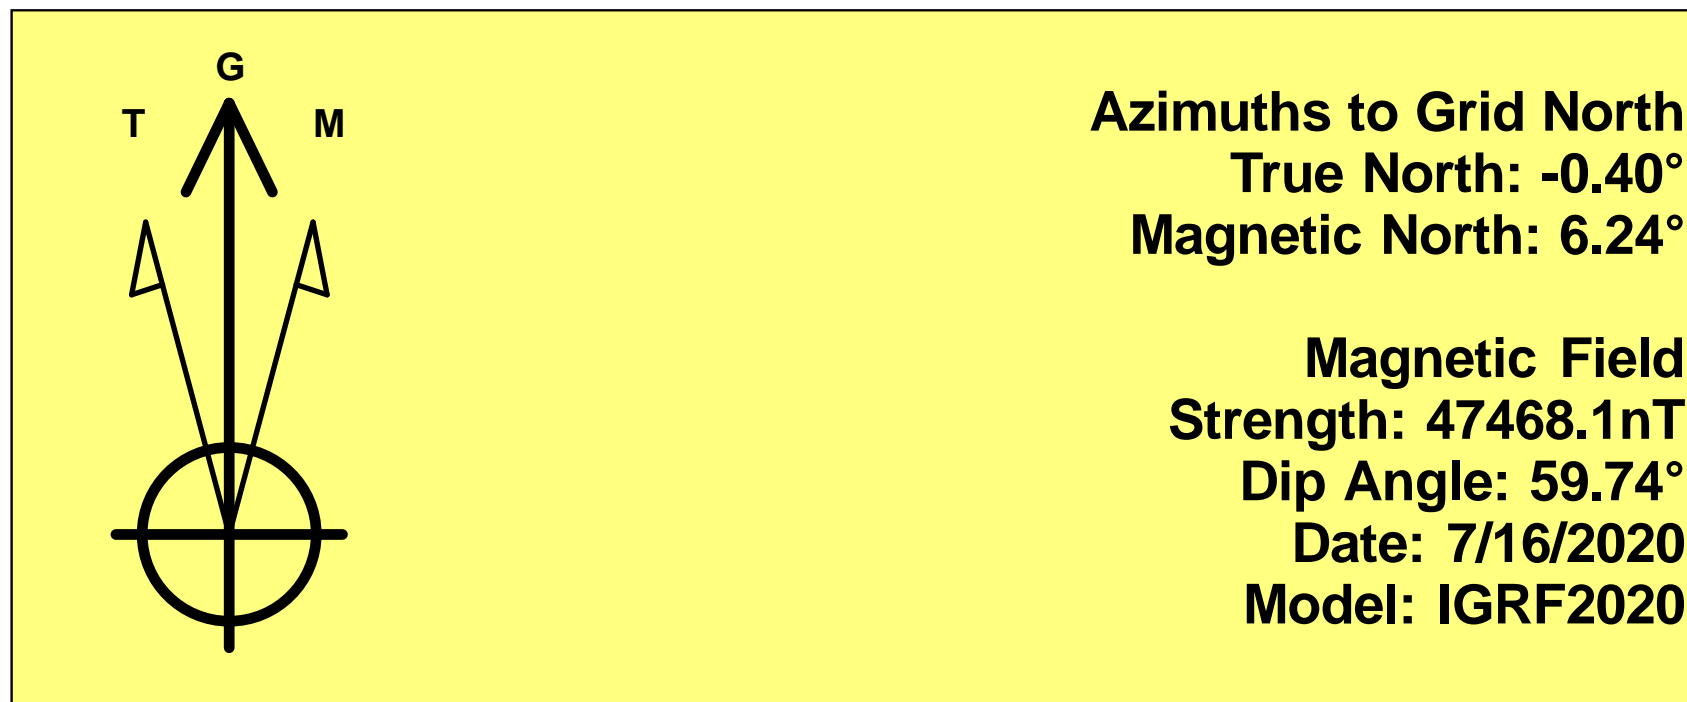 G
T M
Azimuths to Grid North
True North: -0.40°
Magnetic North: 6.24°
Magnetic Field
Strength: 47468.1nT
Dip Angle: 59.74°
Date: 7/16/2020
Model: IGRF2020